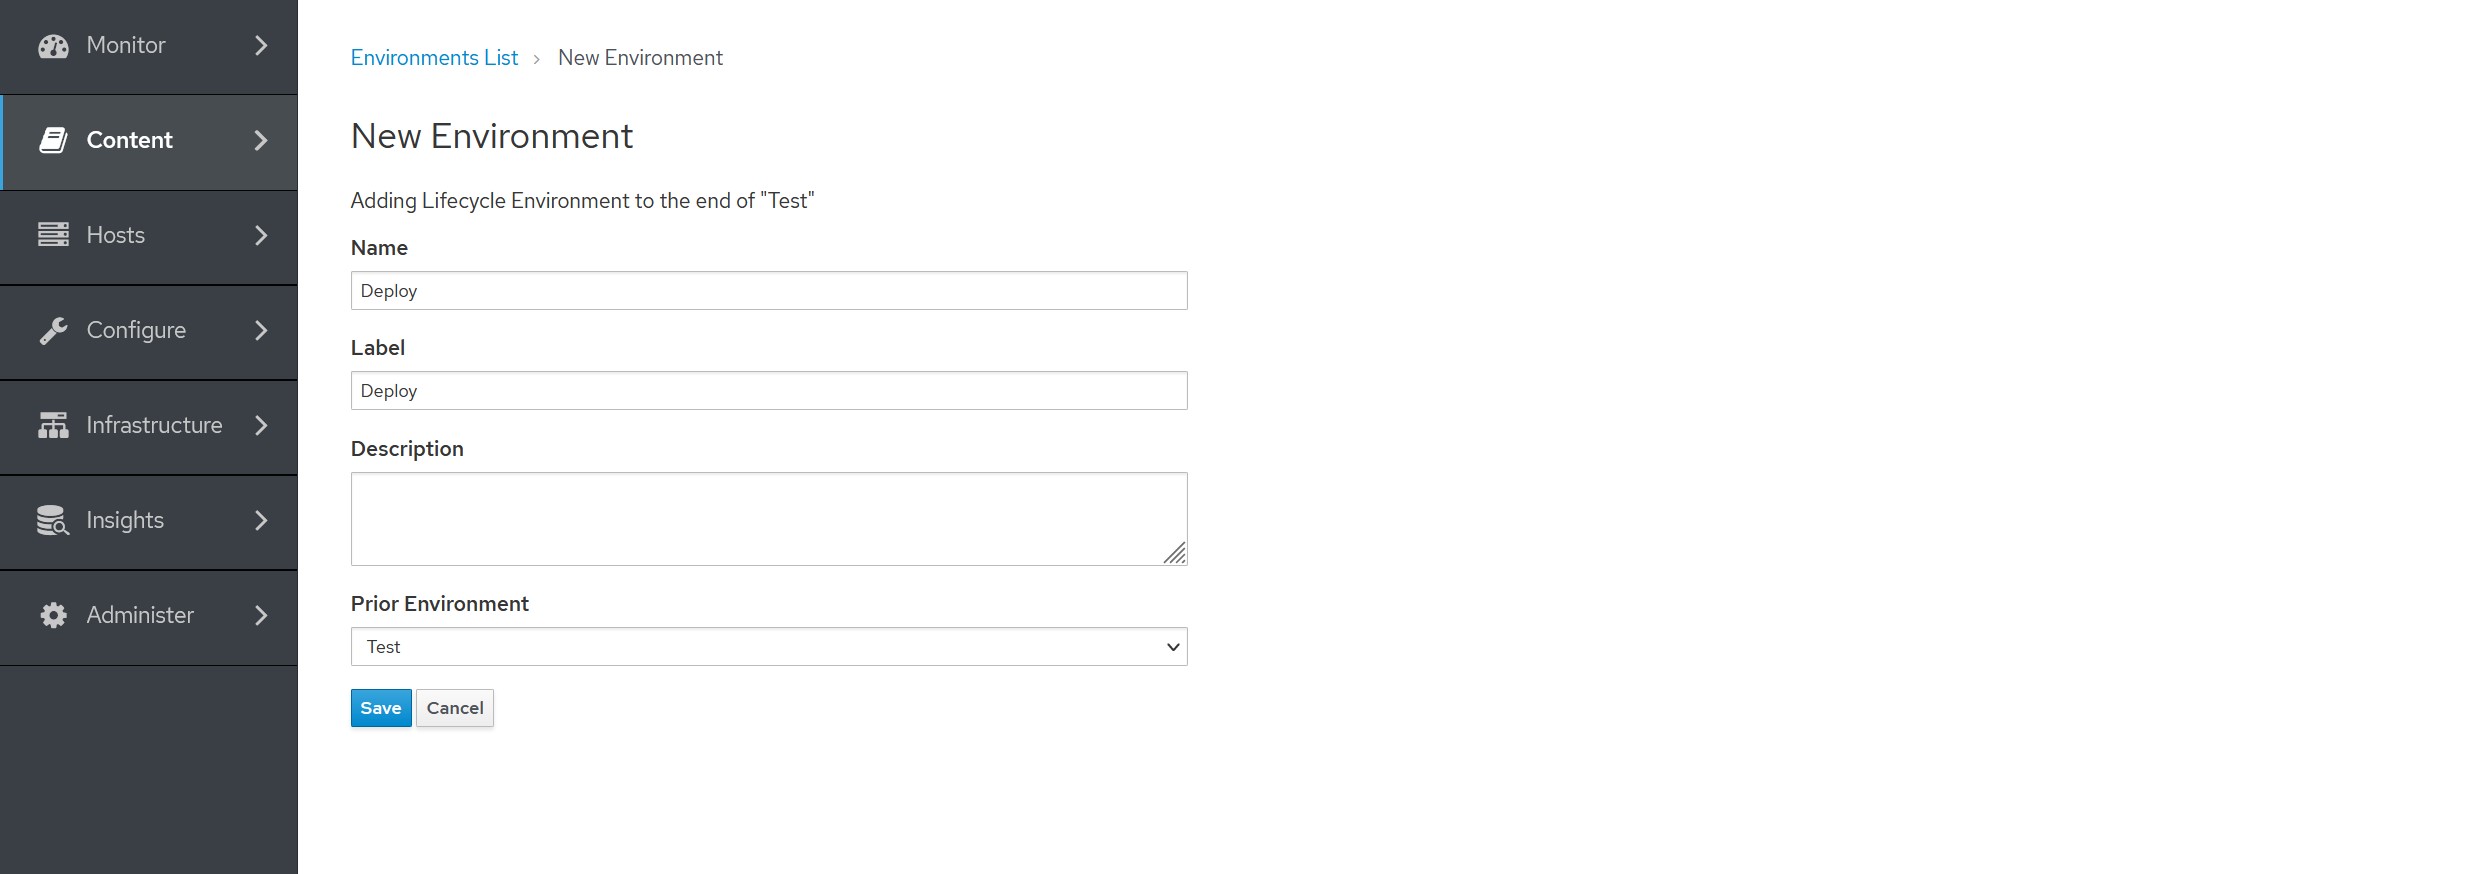 Monitor
Content
Hosts
Configure
Infrastructure
Insights
Administer
Environments List › New Environment
New Environment
Adding Lifecycle Environment to the end of "Test"
Name
Deploy
Label
Deploy
Description
Prior Environment
Test
Save Cancel